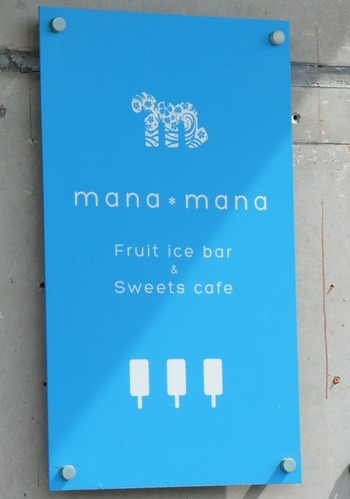 m
mana*mana
Fruit ice bar
&
Sweets cafe